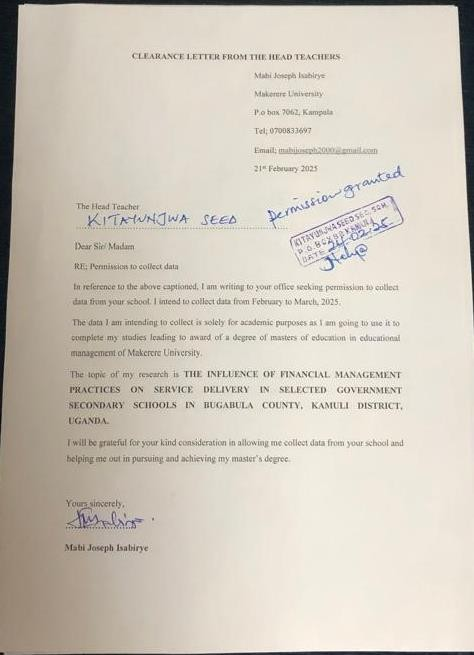 CLEARANCE LETTER FROM THE HEAD TEACHERS
Mabi Joseph Isabirye
Makerere University
P.o box 7062, Kampala
Tel; 0700833697
Email; mabijoseph2000@gmail.com
21st February 2025
Permission granted
The Head Teacher
KITAYUNJWA SEED
KITAYUNJWA SEED SEC. SCH.
P.O. BOX 88 KAMULI
DATE 24-02-25
Dear Sir/ Madam
RE; Permission to collect data
In reference to the above captioned, I am writing to your office seeking permission to collect
data from your school. I intend to collect data from February to March, 2025.
The data I am intending to collect is solely for academic purposes as I am going to use it to
complete my studies leading to award of a degree of masters of education in educational
management of Makerere University.
The topic of my research is THE INFLUENCE OF FINANCIAL MANAGEMENT
PRACTICES ON SERVICE DELIVERY IN SELECTED GOVERNMENT
SECONDARY SCHOOLS IN BUGABULA COUNTY, KAMULI DISTRICT,
UGANDA.
I will be grateful for your kind consideration in allowing me collect data from your school and
helping me out in pursuing and achieving my master's degree.
Yours sincerely,
Mabi Joseph Isabirye